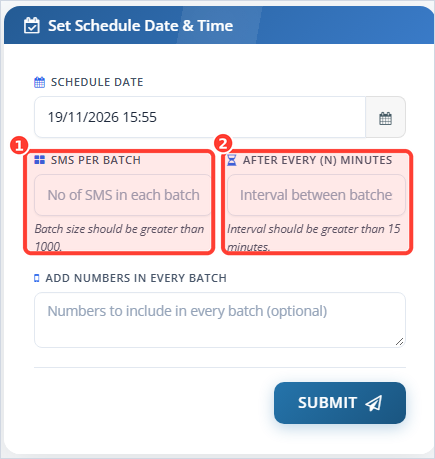 Set Schedule Date & Time
SCHEDULE DATE
19/11/2026 15:55
1
2
SMS PER BATCH
AFTER EVERY (N) MINUTES
No of SMS in each batch
Interval between batche
Batch size should be greater than
1000.
Interval should be greater than 15
minutes.
ADD NUMBERS IN EVERY BATCH
Numbers to include in every batch (optional)
SUBMIT